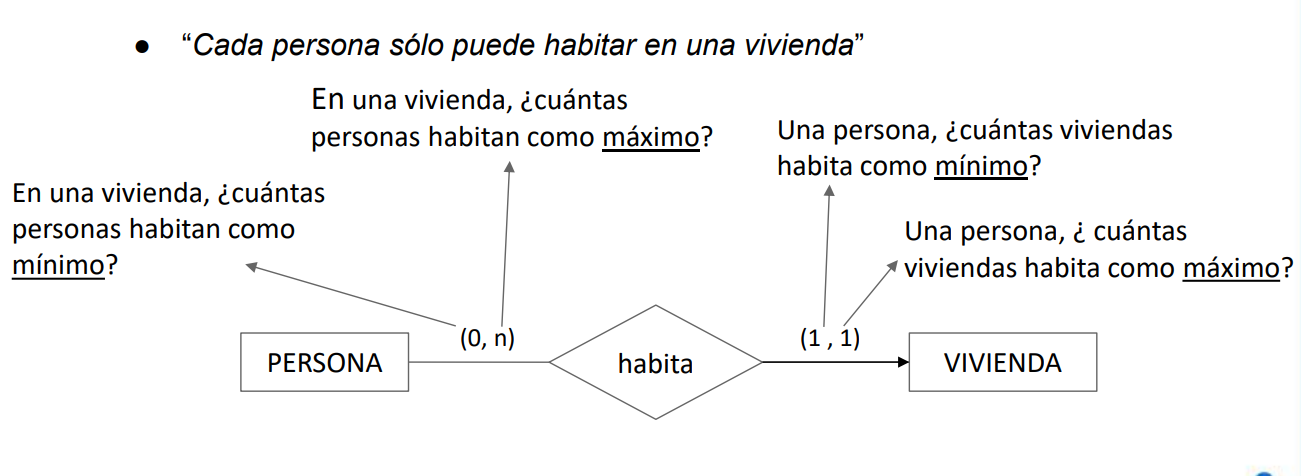 ● “Cada persona sólo puede habitar en una vivienda”
En una vivienda, ¿cuántas
personas habitan como máximo?
Una persona, ¿cuántas viviendas
habita como mínimo?
En una vivienda, ¿cuántas
personas habitan como
mínimo?
Una persona, ¿ cuántas
viviendas habita como máximo?
(0, n)
(1 , 1)
PERSONA
habita
VIVIENDA